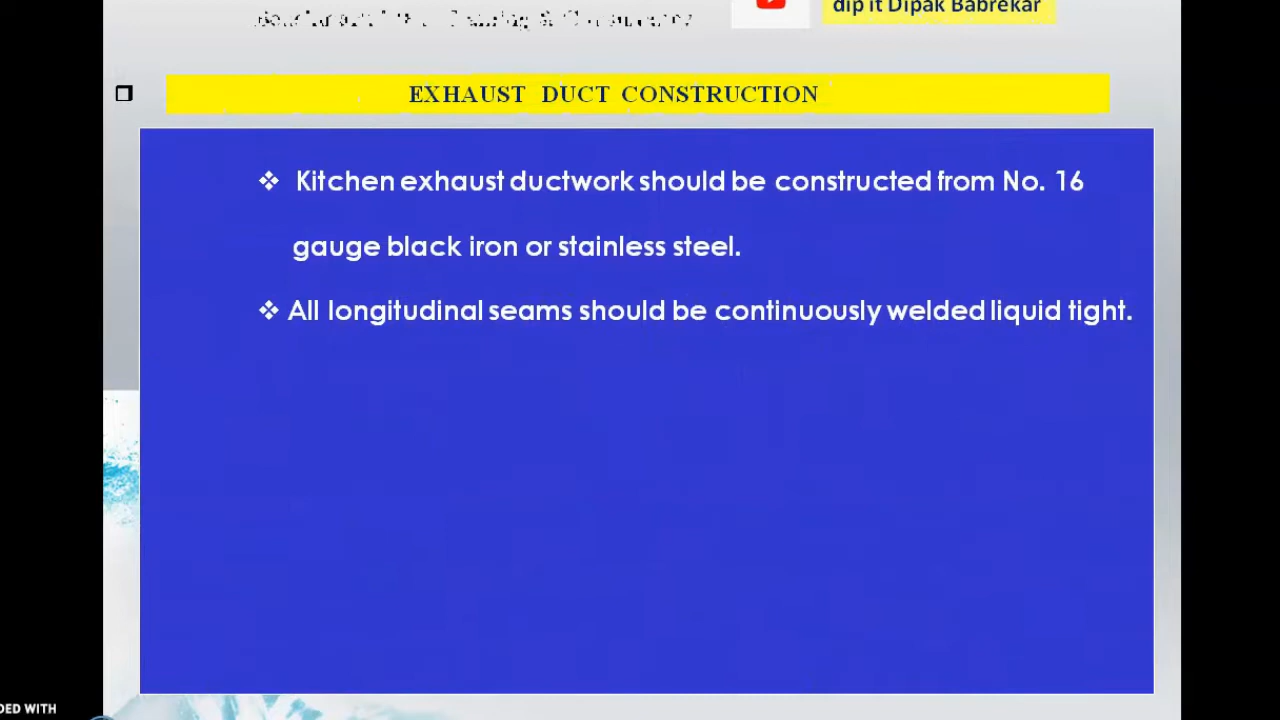 dip it Dipak Babrekar
EXHAUST DUCT CONSTRUCTION
❖ Kitchen exhaust ductwork should be constructed from No. 16
gauge black iron or stainless steel.
❖ All longitudinal seams should be continuously welded liquid tight.
DED WITH